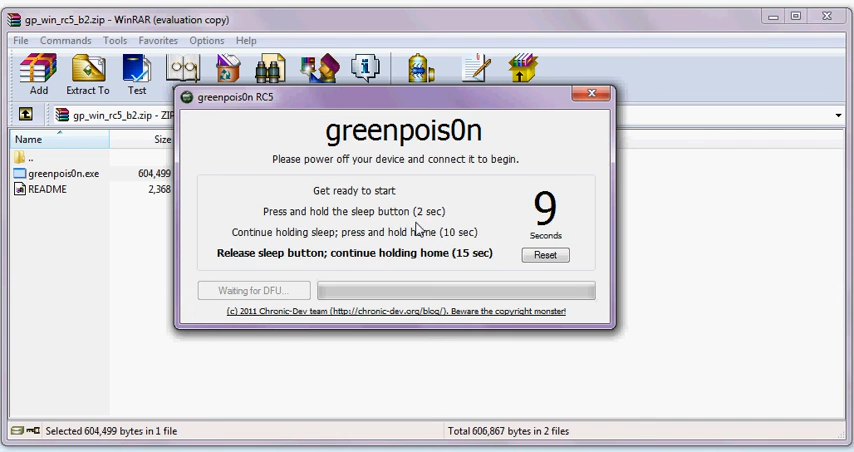 gp_win_rc5_b2.zip - WinRAR (evaluation copy)
File Commands Tools Favorites Options Help
Add Extract To Test
greenpois0n RC5
gp_win_rc5_b2.zip - ZIP
Name Size
..
greenpois0n.exe 604,499
README 2,368
greenpois0n
Please power off your device and connect it to begin.
Get ready to start
Press and hold the sleep button (2 sec)
Continue holding sleep; press and hold home (10 sec)
Release sleep button; continue holding home (15 sec)
9
Seconds
Reset
Waiting for DFU...
(c) 2011 Chronic-Dev team (http://chronic-dev.org/blog/). Beware the copyright monster!
Selected 604,499 bytes in 1 file Total 606,867 bytes in 2 files